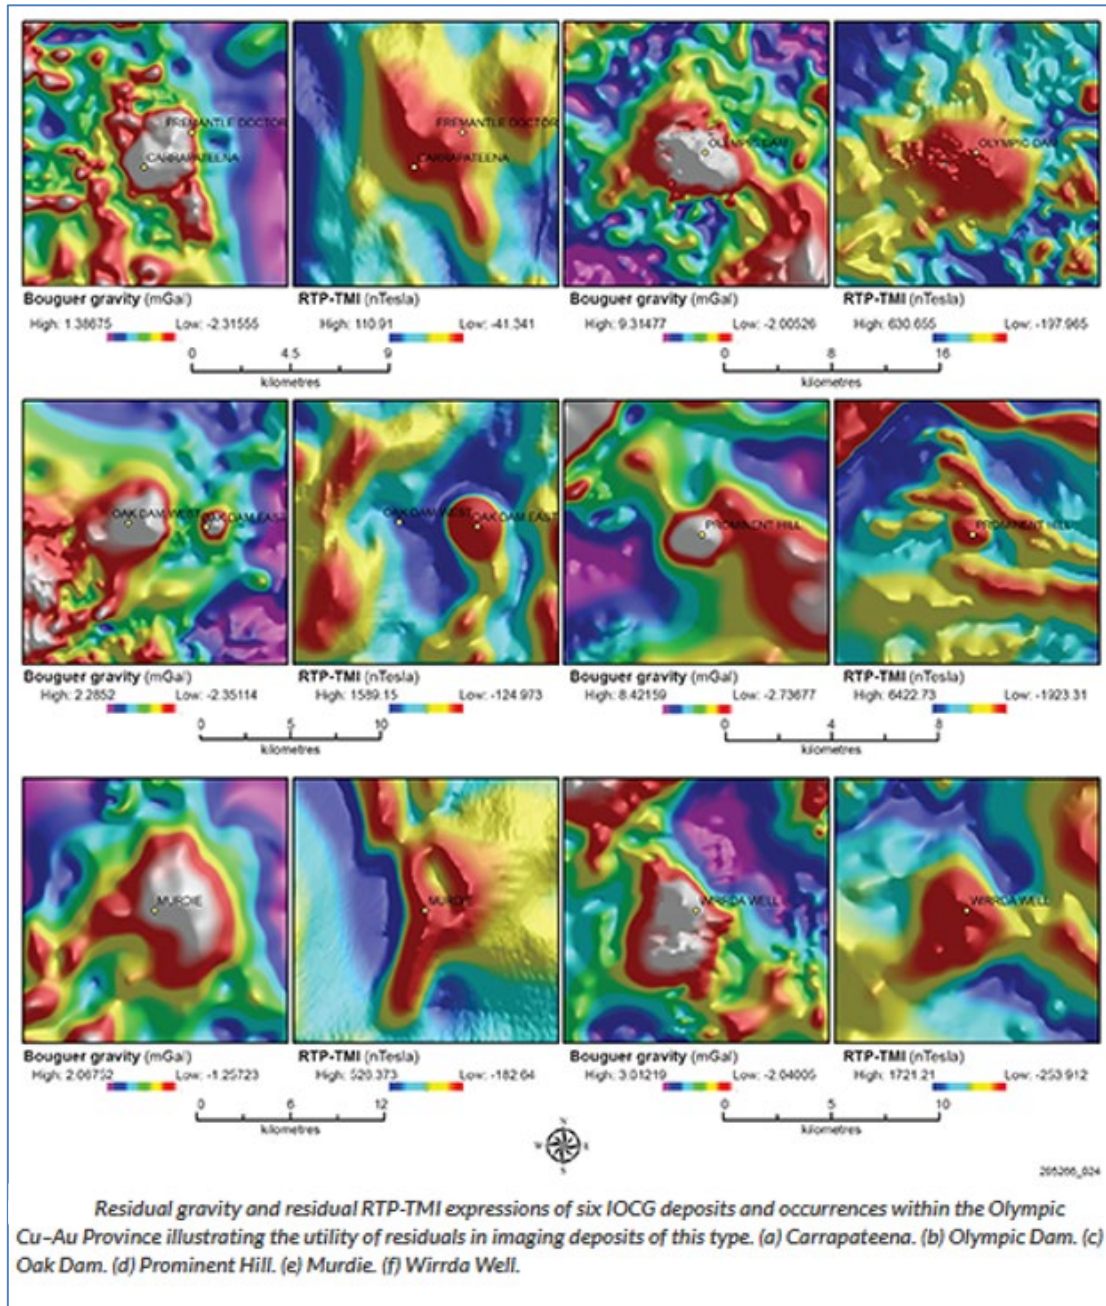 FREMANTLE DOCTOR
CARRAPATEENA
FREMANTLE DOCTOR
CARRAPATEENA
OLYMPIC DAM
OLYMPIC DAM
Bouguer gravity (mGal)
High: 1.38675 Low: -2.31555
RTP-TMI (nTesla)
High: 110.91 Low: -41.341
Bouguer gravity (mGal)
High: 9.31477 Low: -2.00526
RTP-TMI (nTesla)
High: 630.655 Low: -197.965
0 4.5 9
kilometres
0 8 16
kilometres
OAK DAM WEST OAK DAM EAST
OAK DAM WEST OAK DAM EAST
PROMINENT HILL
PROMINENT HILL
Bouguer gravity (mGal)
High: 2.2852 Low: -2.35114
RTP-TMI (nTesla)
High: 1589.15 Low: -124.973
Bouguer gravity (mGal)
High: 8.42159 Low: -2.73677
RTP-TMI (nTesla)
High: 6422.73 Low: -1923.31
0 5 10
kilometres
0 4 8
kilometres
MURDIE
MURDIE
WIRRDA WELL
WIRRDA WELL
Bouguer gravity (mGal)
High: 2.06752 Low: -1.25723
RTP-TMI (nTesla)
High: 520.373 Low: -182.64
Bouguer gravity (mGal)
High: 3.01219 Low: -2.04005
RTP-TMI (nTesla)
High: 1721.21 Low: -253.912
0 6 12
kilometres
0 5 10
kilometres
N
W E
S
205266_024
Residual gravity and residual RTP-TMI expressions of six IOCG deposits and occurrences within the Olympic
Cu–Au Province illustrating the utility of residuals in imaging deposits of this type. (a) Carrapateena. (b) Olympic Dam. (c)
Oak Dam. (d) Prominent Hill. (e) Murdie. (f) Wirrda Well.